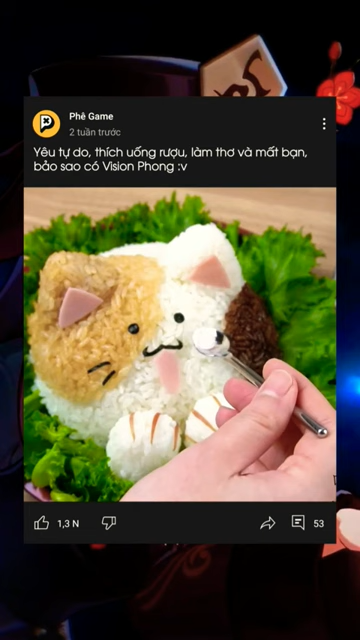 Phê Game
2 tuần trước
Yêu tự do, thích uống rượu, làm thơ và mất bạn,
bảo sao có Vision Phong :v
1,3 N
53